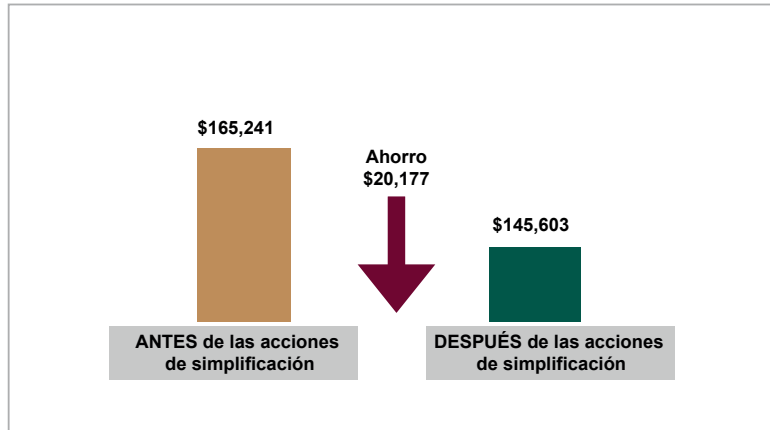 $165,241
Ahorro
$20,177
$145,603
ANTES de las acciones
de simplificación
DESPUÉS de las acciones
de simplificación